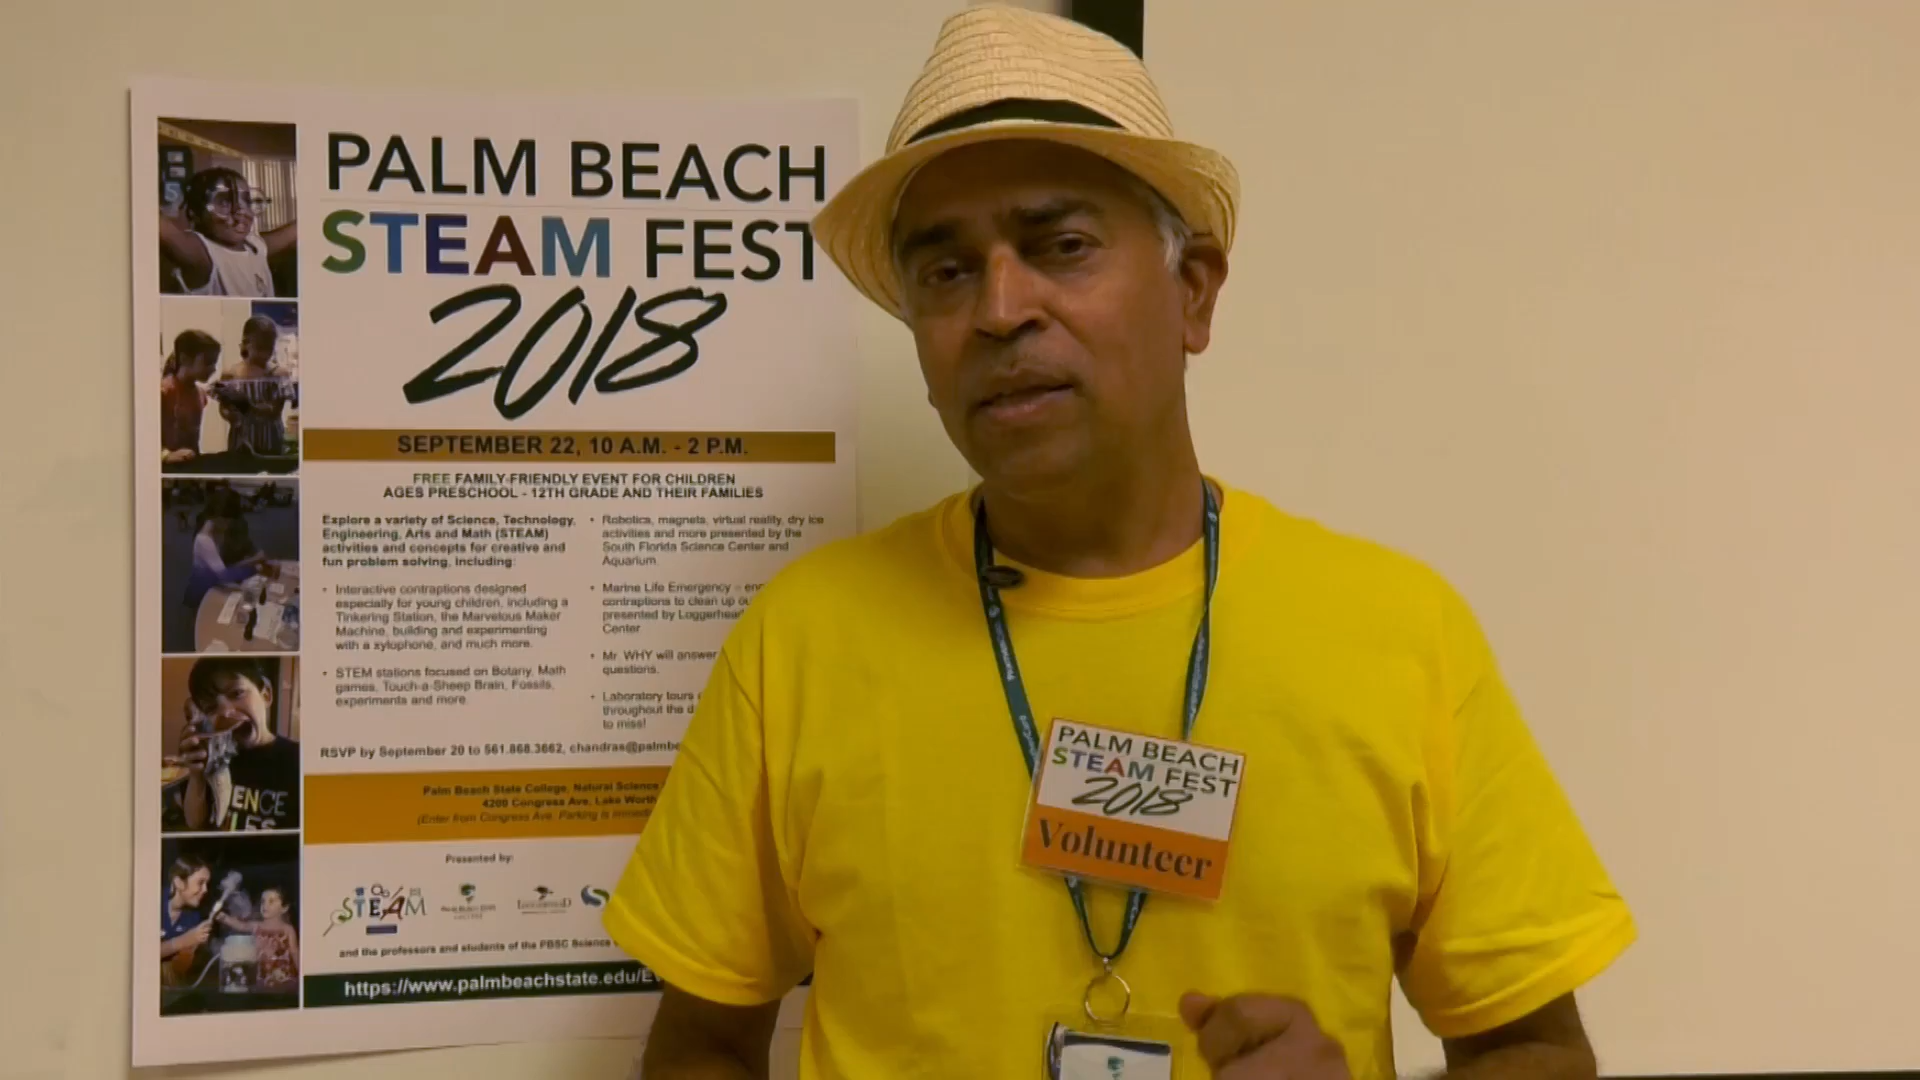 PALM BEACH
STEAM FEST
2018
SEPTEMBER 22, 10 A.M. - 2 P.M.
FREE FAMILY-FRIENDLY EVENT FOR CHILDREN
AGES PRESCHOOL - 12TH GRADE AND THEIR FAMILIES
Explore a variety of Science, Technology,
Engineering, Arts and Math (STEAM)
activities and concepts for creative and
fun problem solving, including:
• Interactive contraptions designed
especially for young children, including a
Tinkering Station, the Marvelous Maker
Machine, building and experimenting
with a xylophone, and much more.
• STEM stations focused on Botany, Math
games, Touch-a-Sheep Brain, Fossils,
experiments and more.
• Robotics, magnets, virtual reality, dry ice
activities and more presented by the
South Florida Science Center and
Aquarium.
• Marine Life Emergency –
contraptions to clean up
presented by Loggerhead
Center.
• Mr. WHY will answer
questions.
• Laboratory tours
throughout the
to miss!
RSVP by September 20 to 561.868.3662,
Palm Beach State College, Natural Science
4200 Congress Ave, Lake Worth
(Enter from Congress Ave. Parking is
Presented by:
STEAM
and the professors and students of the PBSC Science
https://www.palmbeachstate.edu/
PALM BEACH
STEAM FEST
2018
Volunteer